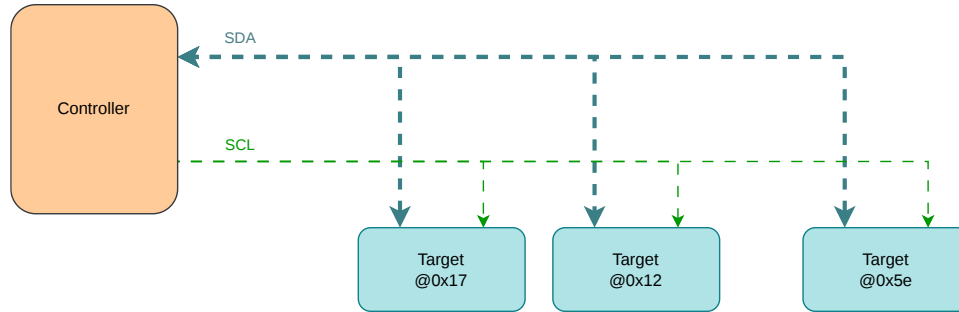 SDA
Controller
SCL
Target
@0x17
Target
@0x12
Target
@0x5e